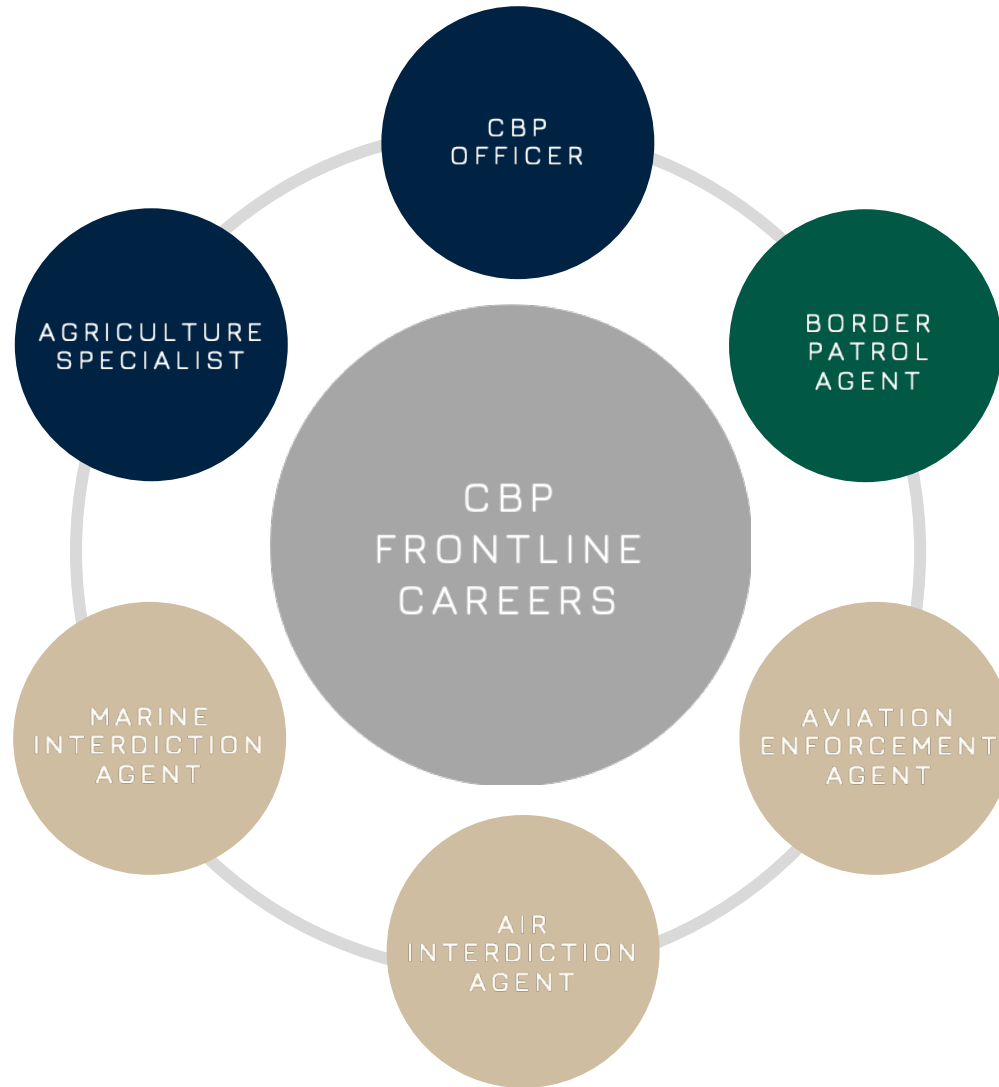 CBP
OFFICER
BORDER
PATROL
AGENT
AGRICULTURE
SPECIALIST
CBP
FRONTLINE
CAREERS
MARINE
INTERDICTION
AGENT
AVIATION
ENFORCEMENT
AGENT
AIR
INTERDICTION
AGENT